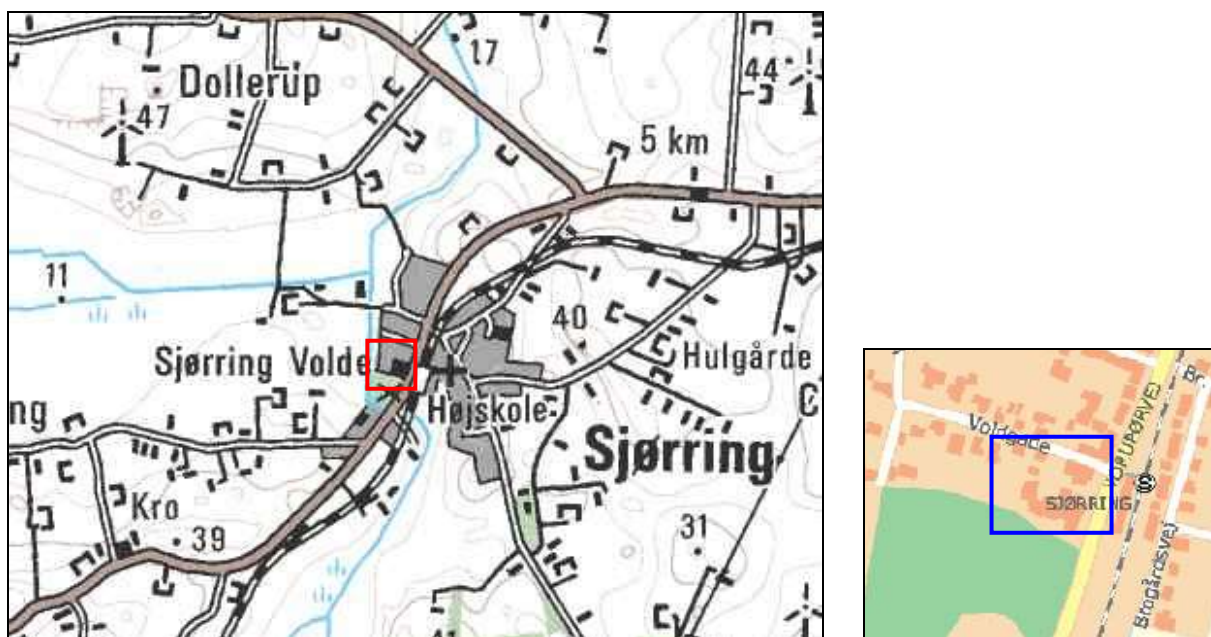 17
44
Dollerup
47
5 km
11
40
Sjørring Volde
Hulgårde
ng
Højskole
C
Sjørring
Kro
39
31
Voldgade
SJØRRING
Brogårdsvej